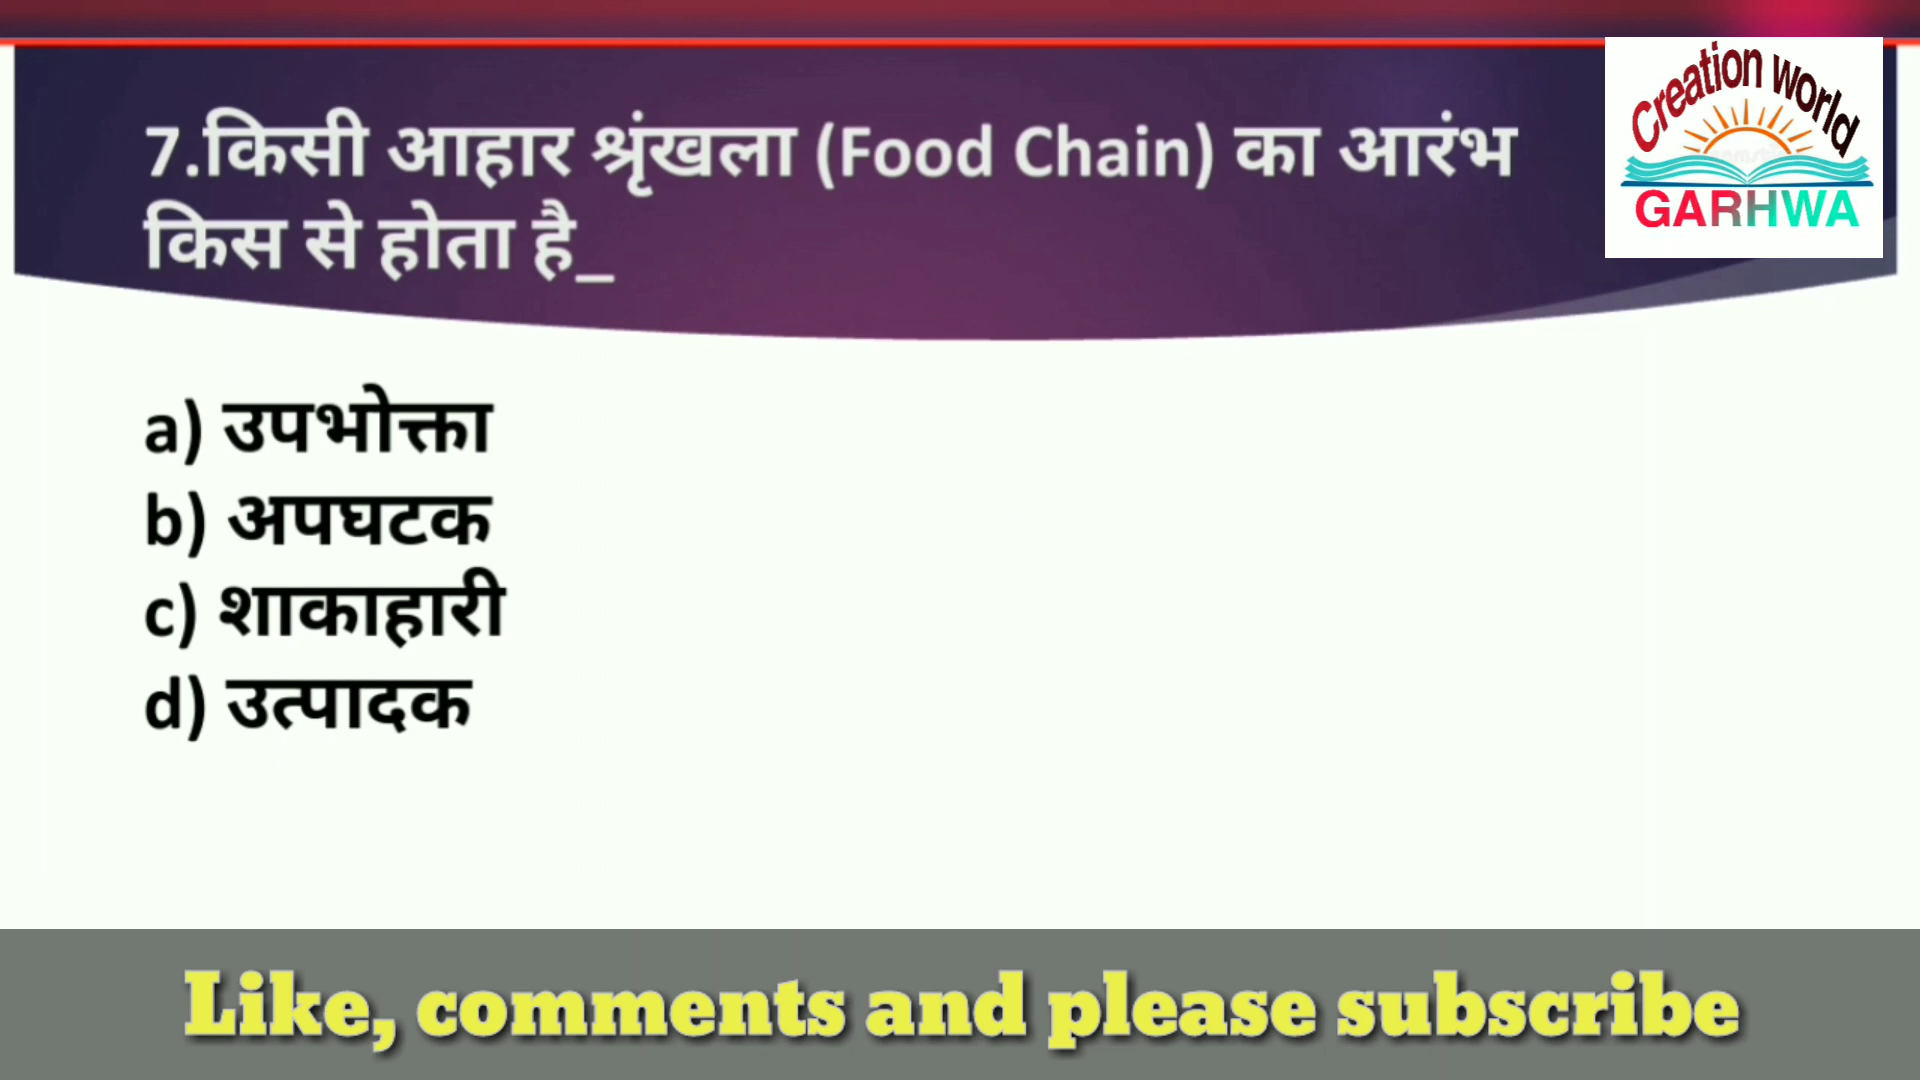 Creation world
GARHWA
7.किसी आहार श्रृंखला (Food Chain) का आरंभ
किस से होता है_
a) उपभोक्ता
b) अपघटक
c) शाकाहारी
d) उत्पादक
Like, comments and please subscribe